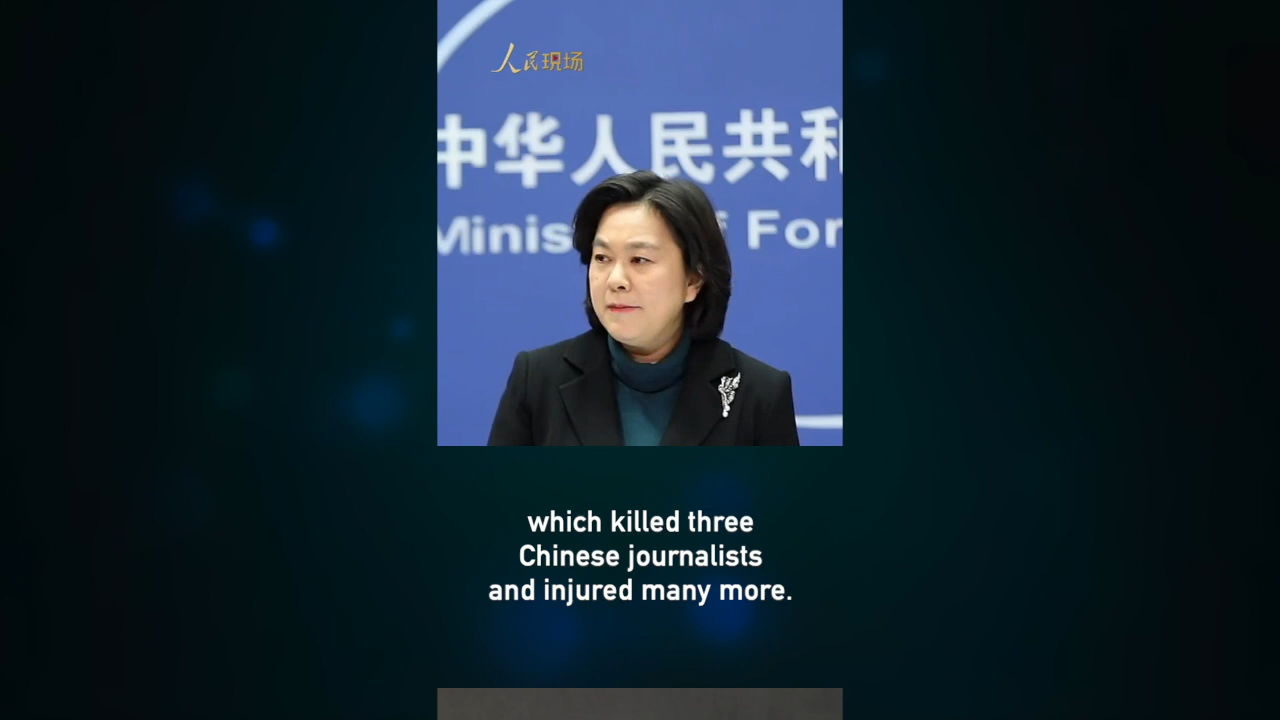 人民现场
中华人民共和
Minis
f For
which killed three
Chinese journalists
and injured many more.